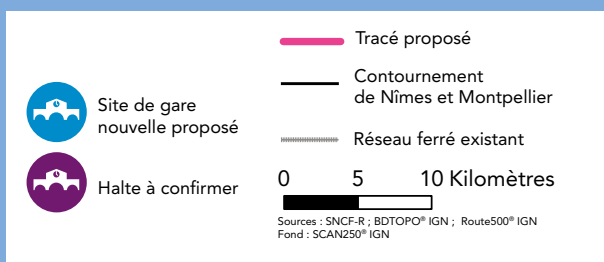 Site de gare
nouvelle proposé
Halte à confirmer
Tracé proposé
Contournement
de Nîmes et Montpellier
Réseau ferré existant
0 5 10 Kilomètres
Sources : SNCF-R ; BDTOPO® IGN ; Route500® IGN
Fond : SCAN250® IGN